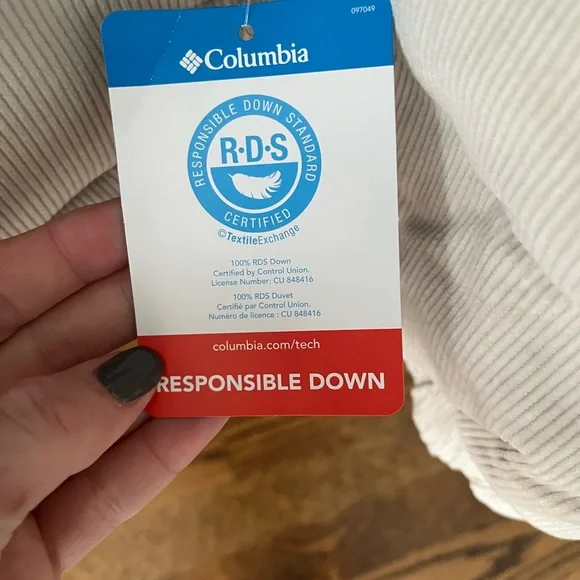 097049
Columbia
RESPONSIBLE DOWN STANDARD
R·D·S
CERTIFIED
©TextileExchange
100% RDS Down
Certified by Control Union.
License Number: CU 848416
100% RDS Duvet
Certifié par Control Union.
Numéro de licence : CU 848416
columbia.com/tech
RESPONSIBLE DOWN